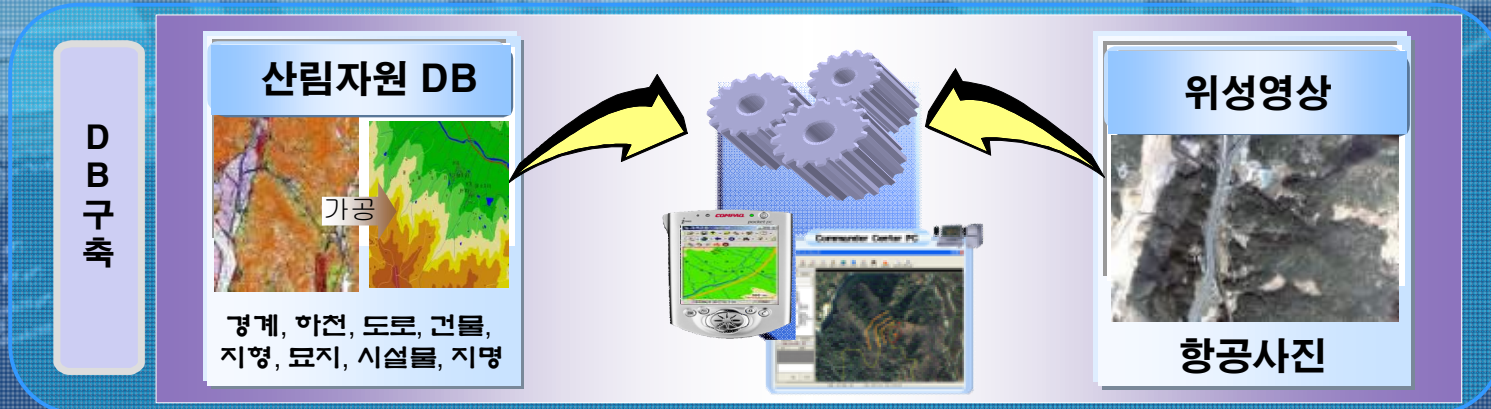 DB구축
산림자원 DB
가공
경계, 하천, 도로, 건물,
지형, 묘지, 시설물, 지명
COMPAQ
Commander Center PC
위성영상
항공사진